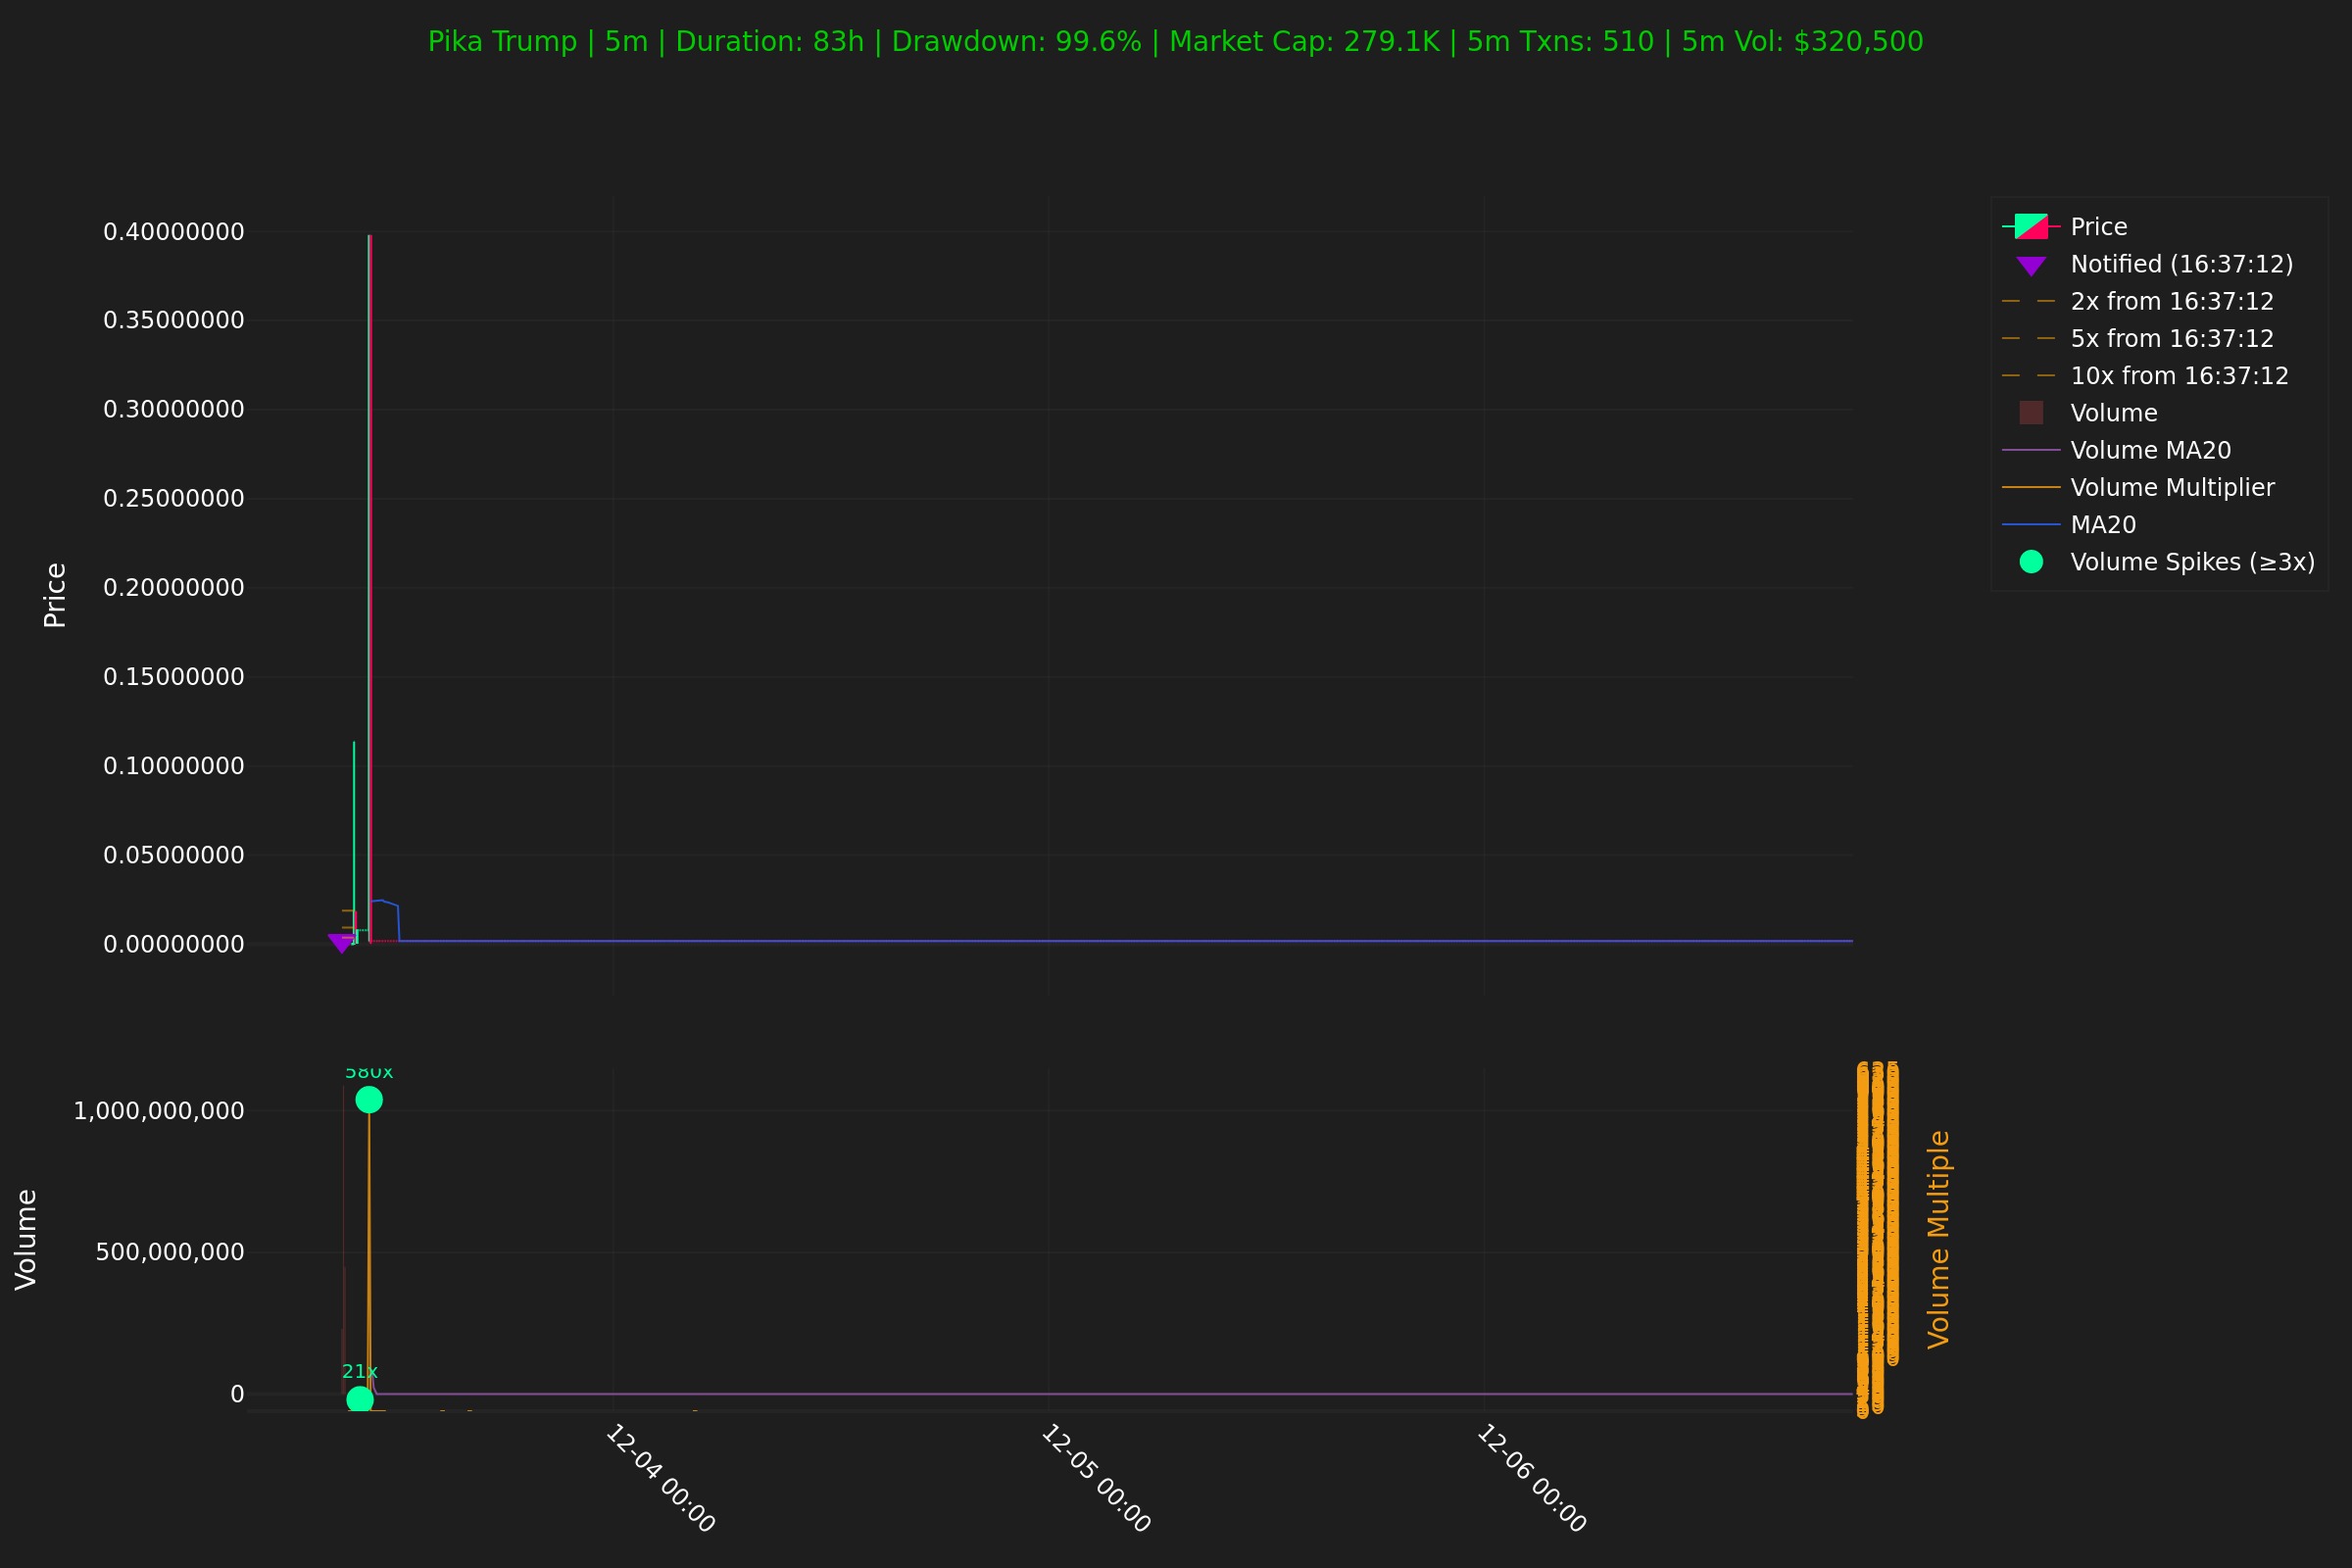 Pika Trump | 5m | Duration: 83h | Drawdown: 99.6% | Market Cap: 279.1K | 5m Txns: 510 | 5m Vol: $320,500
Price
0.40000000
0.35000000
0.30000000
0.25000000
0.20000000
0.15000000
0.10000000
0.05000000
0.00000000
Price
Notified (16:37:12)
2x from 16:37:12
5x from 16:37:12
10x from 16:37:12
Volume
Volume MA20
Volume Multiplier
MA20
Volume Spikes (≥3x)
Volume
1,000,000,000
500,000,000
0
580x
21x
Volume Multiple
12-04 00:00
12-05 00:00
12-06 00:00